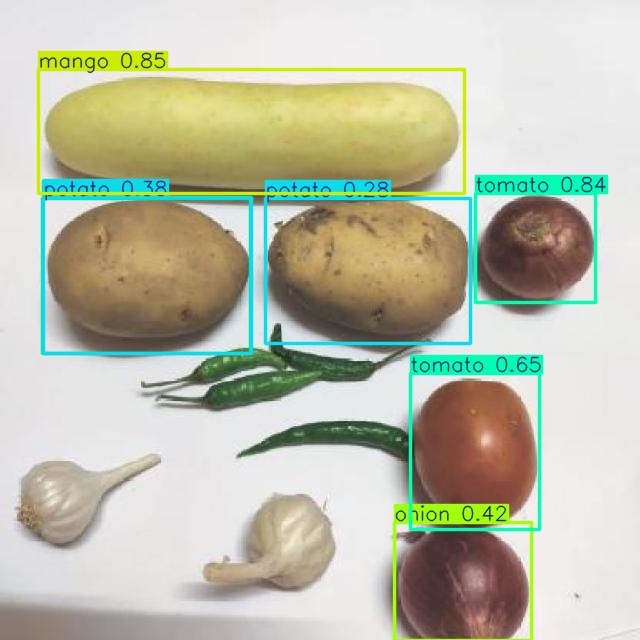 mango 0.85
potato 0.38
potato 0.28
tomato 0.84
tomato 0.65
onion 0.42